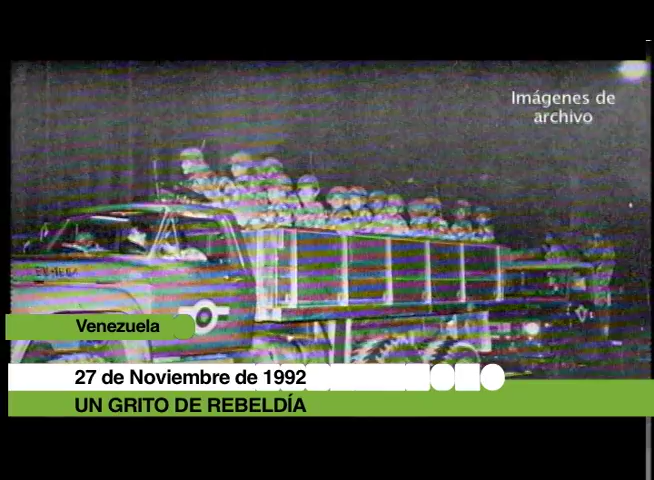 Imágenes de
archivo
Venezuela
27 de Noviembre de 1992
UN GRITO DE REBELDÍA